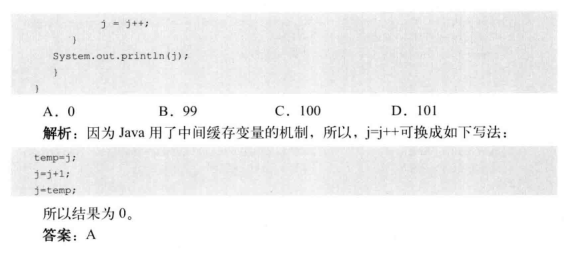 j = j++;
}
System.out.println(j);
}
}
A．0 B．99 C．100 D．101
解析：因为 Java 用了中间缓存变量的机制，所以，j=j++可换成如下写法：
temp=j;
j=j+1;
j=temp;
所以结果为 0。
答案：A